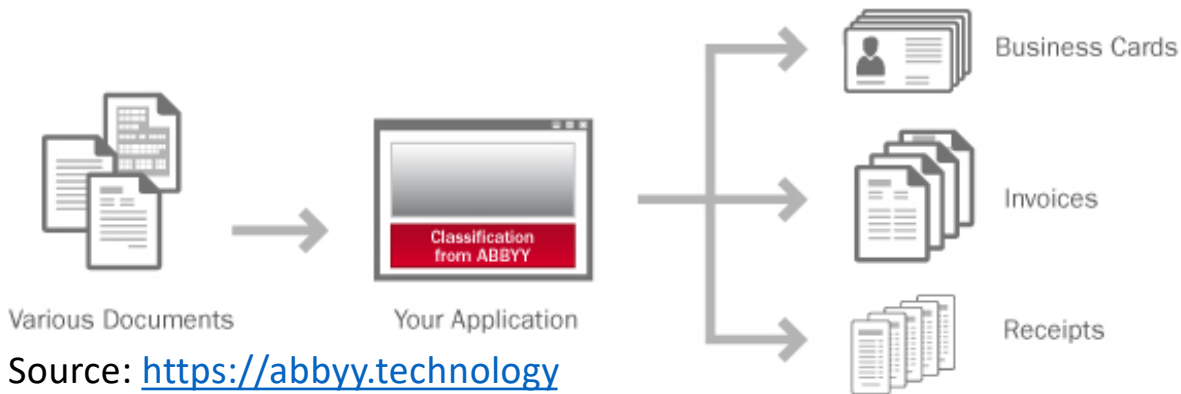 Business Cards
Classification
from ABBYY
Invoices
Various Documents
Your Application
Receipts
Source: https://abbyy.technology